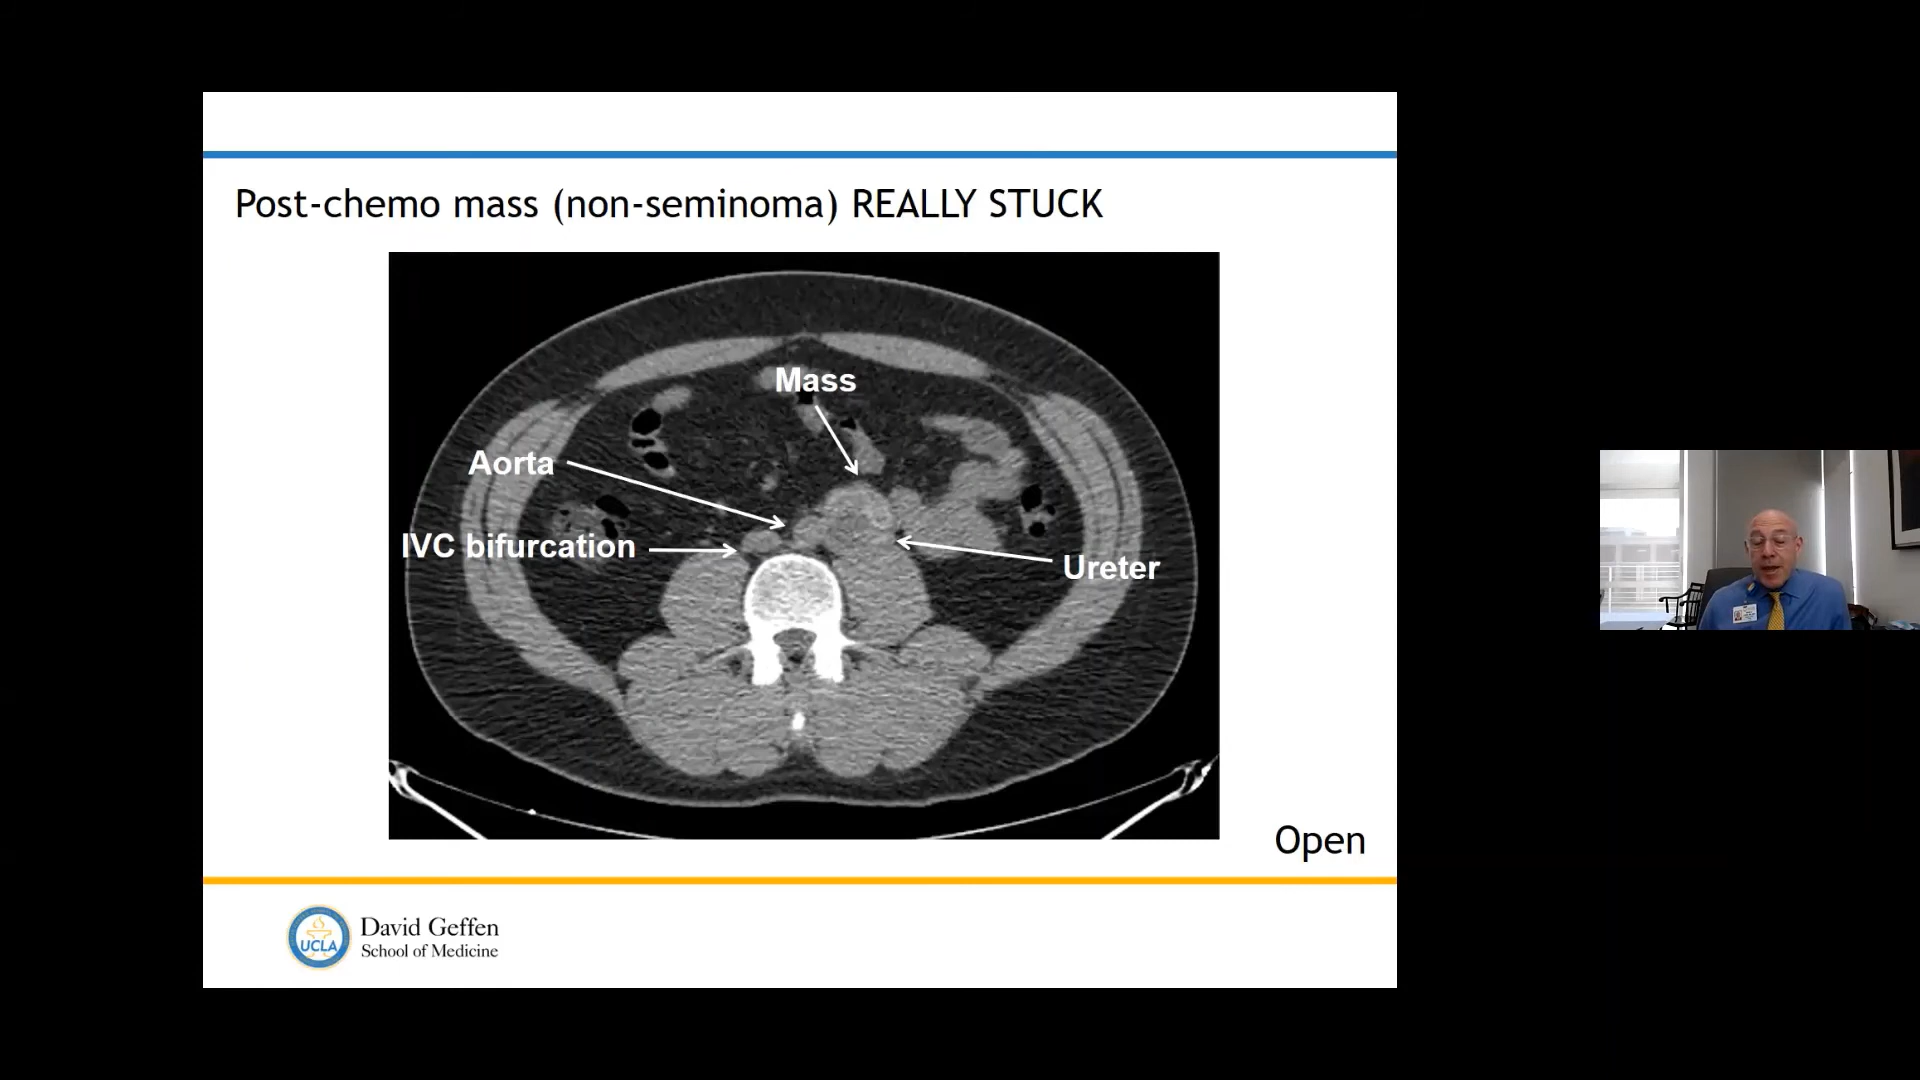 Post-chemo mass (non-seminoma) REALLY STUCK
Mass
Aorta
IVC bifurcation
Ureter
Open
UCLA
David Geffen
School of Medicine